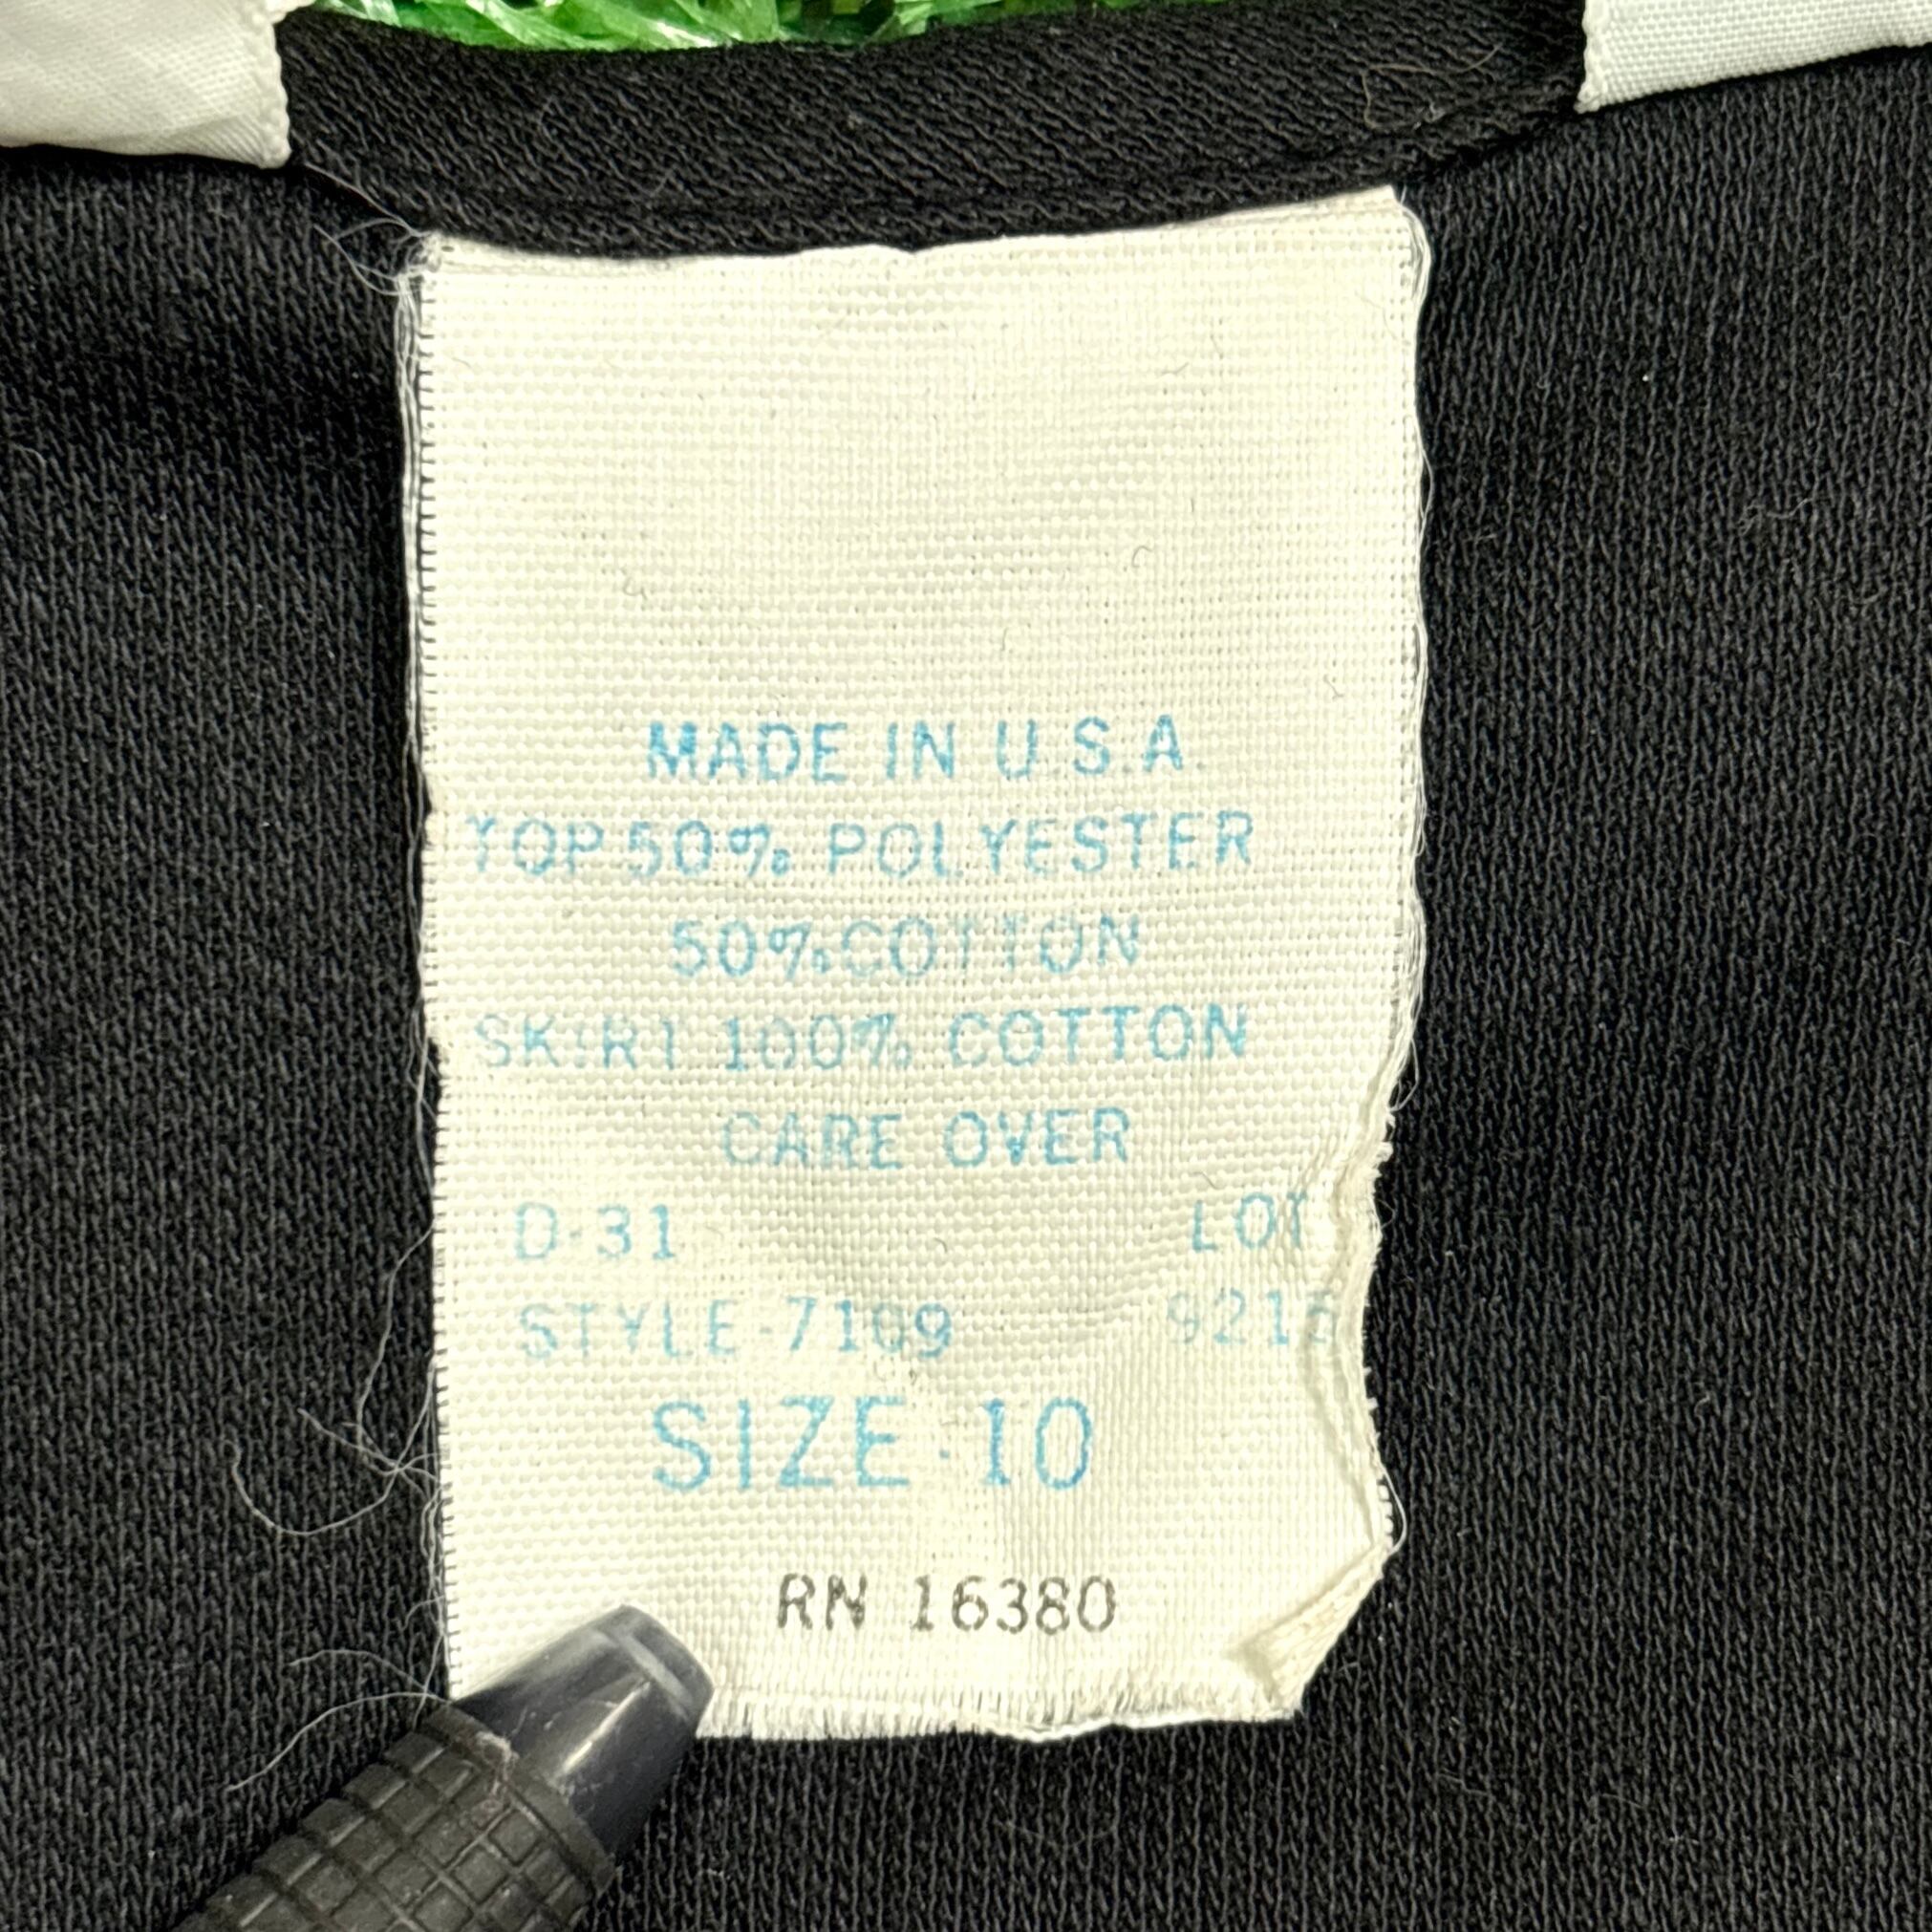 MADE IN U.S.A.
TOP 50% POLYESTER
50% COTTON
SKIRT 100% COTTON
CARE OVER
D-31 LOT
STYLE-7109
SIZE-10
RN 16380